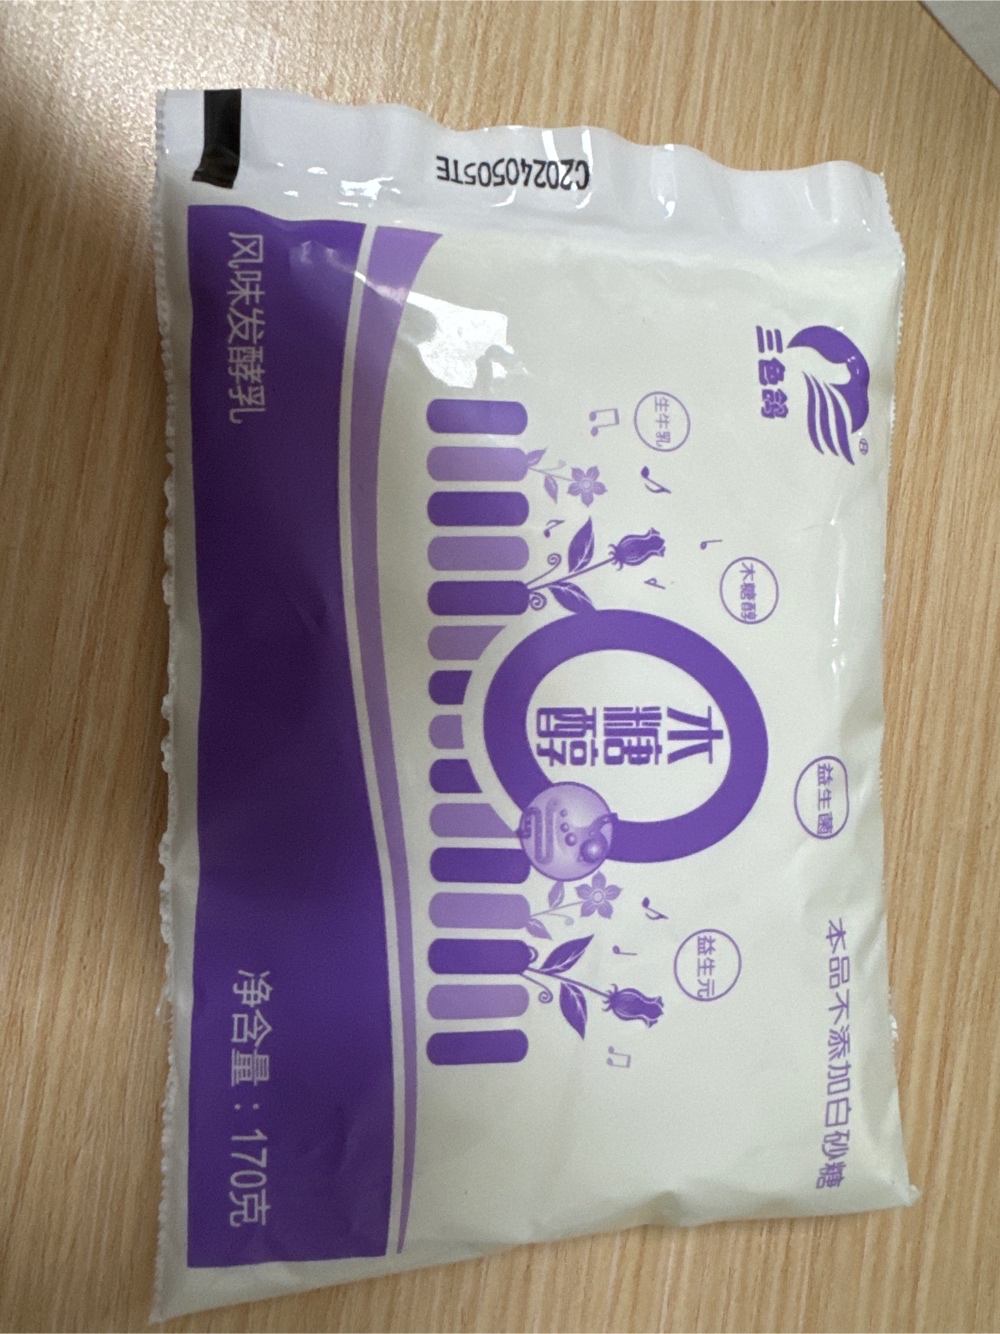 C20240505TE
三色鸽
®
本品不添加白砂糖
生牛乳
木糖醇
益生菌
益生元
木糖醇
风味发酵乳
净含量：170克